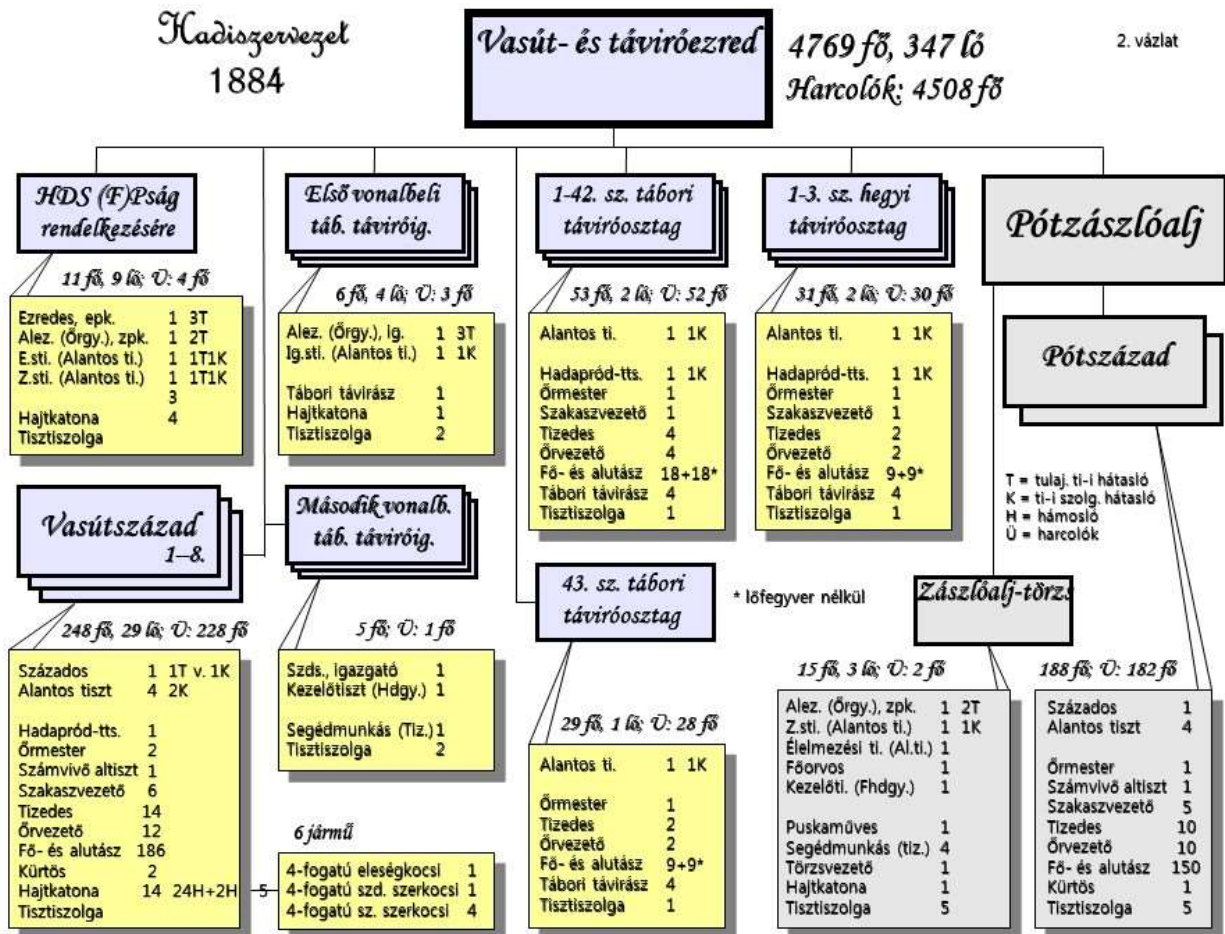 Hadiszervezet
1884
Vasút- és táviróezred
4769 fő, 347 ló
Harcolók: 4508 fő
2. vázlat
HDS (F)Pság
rendelkezésére
11 fő, 9 ló; Ü: 4 fő
Ezredes, epk. 1 3T
Alez. (Őrgy.), zpk. 1 2T
E.sti. (Alantos ti.) 1 1T1K
Z.sti. (Alantos ti.) 1 1T1K
3
Hajtkatona 4
Tisztiszolga
Első vonalbeli
táb. táviróig.
6 fő, 4 ló; Ü: 3 fő
Alez. (Őrgy.), ig. 1 3T
Ig.sti. (Alantos ti.) 1 1K
Tábori távirász 1
Hajtkatona 1
Tisztiszolga 2
1-42. sz. tábori
táviróosztag
53 fő, 2 ló; Ü: 52 fő
Alantos ti. 1 1K
Hadapród-tts. 1 1K
Őrmester 1
Szakaszvezető 1
Tizedes 4
Őrvezető 4
Fő- és alutász 18+18*
Tábori távirász 4
Tisztiszolga 1
1-3. sz. hegyi
táviróosztag
31 fő, 2 ló; Ü: 30 fő
Alantos ti. 1 1K
Hadapród-tts. 1 1K
Őrmester 1
Szakaszvezető 1
Tizedes 2
Őrvezető 2
Fő- és alutász 9+9*
Tábori távirász 4
Tisztiszolga 1
Pótzászlóalj
Pótszázad
T = tulaj. ti-i hátasló
K = ti-i szolg. hátasló
H = hámosló
Ü = harcolók
Vasútszázad
1–8.
248 fő, 29 ló; Ü: 228 fő
Százados 1 1T v. 1K
Alantos tiszt 4 2K
Hadapród-tts. 1
Őrmester 2
Számvivő altiszt 1
Szakaszvezető 6
Tizedes 14
Őrvezető 12
Fő- és alutász 186
Kürtös 2
Hajtkatona 14 24H+2H 5
Tisztiszolga
Második vonalb.
táb. táviróig.
5 fő; Ü: 1 fő
Szds., igazgató 1
Kezelőtiszt (Hdgy.) 1
Segédmunkás (Tiz.) 1
Tisztiszolga 2
6 jármű
4-fogatú eleségkocsi 1
4-fogatú szd. szerkocsi 1
4-fogatú sz. szerkocsi 4
43. sz. tábori
táviróosztag
* lőfegyver nélkül
29 fő, 1 ló; Ü: 28 fő
Alantos ti. 1 1K
Őrmester 1
Tizedes 2
Őrvezető 2
Fő- és alutász 9+9*
Tábori távirász 4
Tisztiszolga 1
Zászlóalj-törzs
15 fő, 3 ló; Ü: 2 fő
Alez. (Őrgy.), zpk. 1 2T
Z.sti. (Alantos ti.) 1 1K
Élelmezési ti. (Al.ti.) 1
Főorvos 1
Kezelőti. (Fhdgy.) 1
Puskaműves 1
Segédmunkás (tiz.) 4
Törzsvezető 1
Hajtkatona 1
Tisztiszolga 5
188 fő; Ü: 182 fő
Százados 1
Alantos tiszt 4
Őrmester 1
Számvivő altiszt 1
Szakaszvezető 5
Tizedes 10
Őrvezető 10
Fő- és alutász 150
Kürtös 1
Tisztiszolga 5